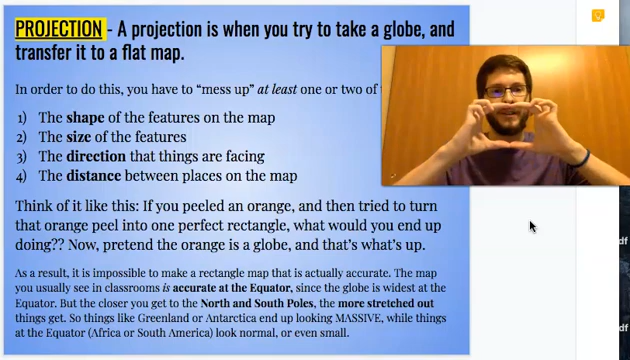 PROJECTION - A projection is when you try to take a globe, and
transfer it to a flat map.
In order to do this, you have to “mess up” at least one or two of
1) The shape of the features on the map
2) The size of the features
3) The direction that things are facing
4) The distance between places on the map
Think of it like this: If you peeled an orange, and then tried to turn
that orange peel into one perfect rectangle, what would you end up
doing?? Now, pretend the orange is a globe, and that’s what’s up.
As a result, it is impossible to make a rectangle map that is actually accurate. The map
you usually see in classrooms is accurate at the Equator, since the globe is widest at the
Equator. But the closer you get to the North and South Poles, the more stretched out
things get. So things like Greenland or Antarctica end up looking MASSIVE, while things
at the Equator (Africa or South America) look normal, or even small.
df
df